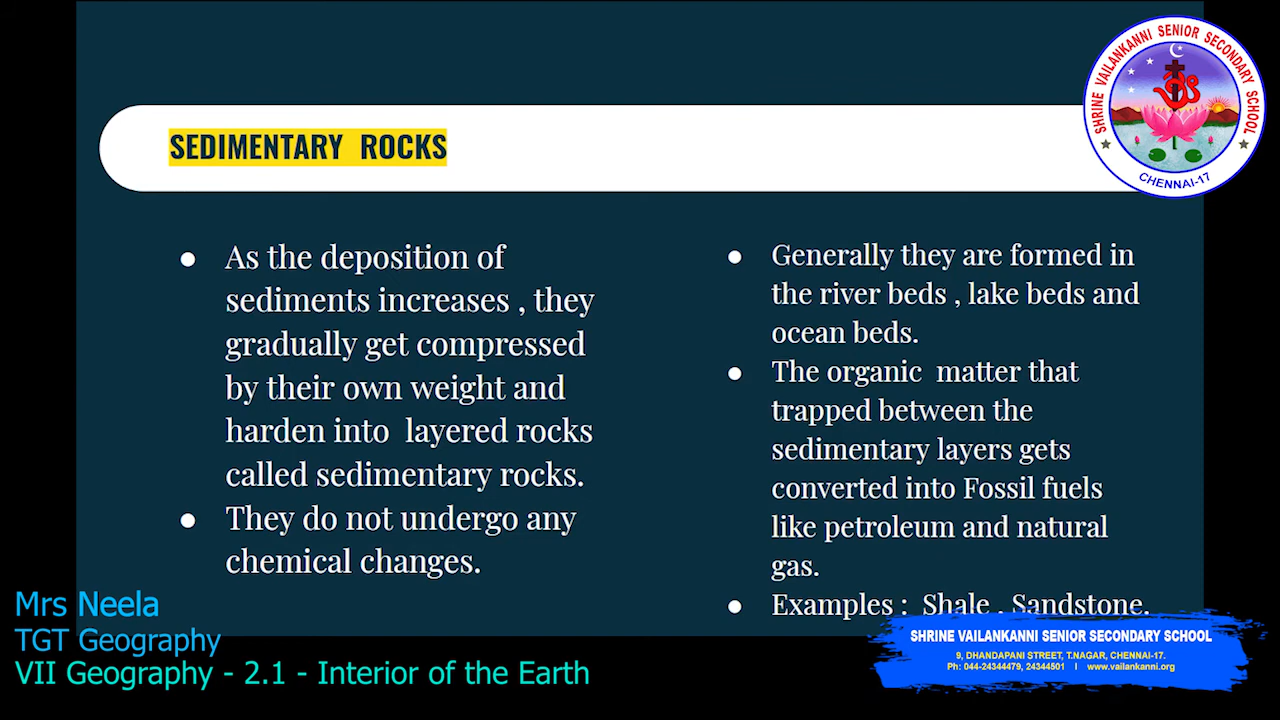 SEDIMENTARY ROCKS
SHRINE VAILANKANNI SENIOR SECONDARY SCHOOL
CHENNAI-17
As the deposition of
sediments increases , they
gradually get compressed
by their own weight and
harden into layered rocks
called sedimentary rocks.
They do not undergo any
chemical changes.
Generally they are formed in
the river beds , lake beds and
ocean beds.
The organic matter that
trapped between the
sedimentary layers gets
converted into Fossil fuels
like petroleum and natural
gas.
Examples : Shale , Sandstone.
Mrs Neela
TGT Geography
VII Geography - 2.1 - Interior of the Earth
SHRINE VAILANKANNI SENIOR SECONDARY SCHOOL
9, DHANDAPANI STREET, T.NAGAR, CHENNAI-17.
Ph: 044-24344479, 24344501 I www.vailankanni.org